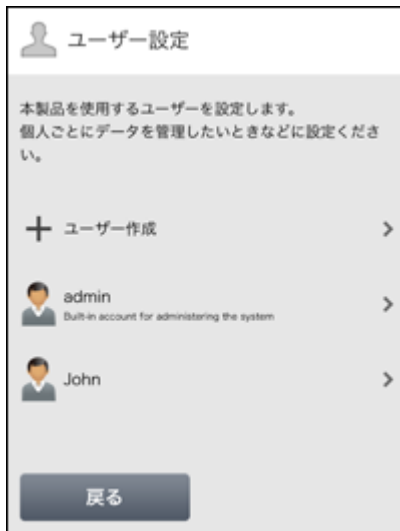 ユーザー設定
本製品を使用するユーザーを設定します。
個人ごとにデータを管理したいときなどに設定くださ
い。
ユーザー作成
admin
Built-in account for administering the system
John
戻る